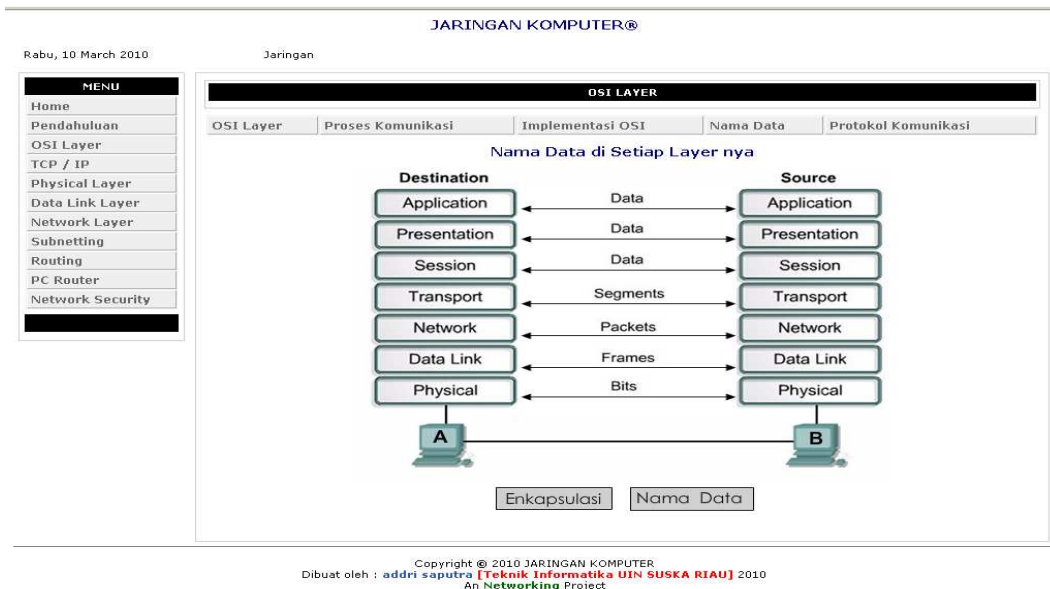 JARINGAN KOMPUTER®
Rabu, 10 March 2010 Jaringan
MENU
Home
Pendahuluan
OSI Layer
TCP / IP
Physical Layer
Data Link Layer
Network Layer
Subnetting
Routing
PC Router
Network Security
OSI LAYER
OSI Layer Proses Komunikasi Implementasi OSI Nama Data Protokol Komunikasi
Nama Data di Setiap Layer nya
Destination Source
Application Data Application
Presentation Data Presentation
Session Data Session
Transport Segments Transport
Network Packets Network
Data Link Frames Data Link
Physical Bits Physical
A B
Enkapsulasi Nama Data
Copyright © 2010 JARINGAN KOMPUTER
Dibuat oleh : addri saputra [Teknik Informatika UIN SUSKA RIAU] 2010
An Networking Project